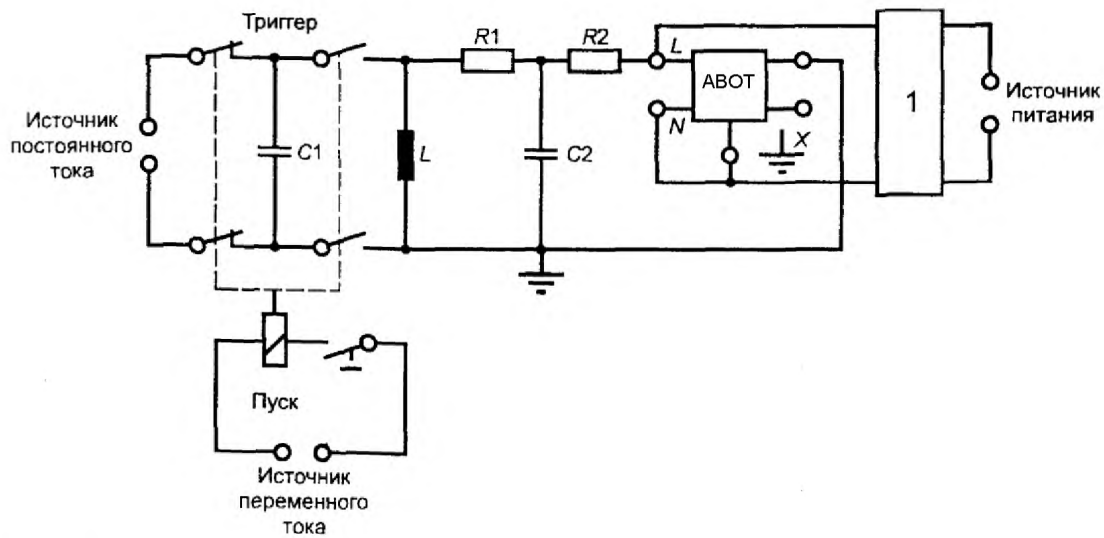 Триггер
R1
R2
L
АВОТ
N
X
1
Источник
питания
Источник
постоянного
тока
C1
L
C2
Пуск
Источник
переменного
тока